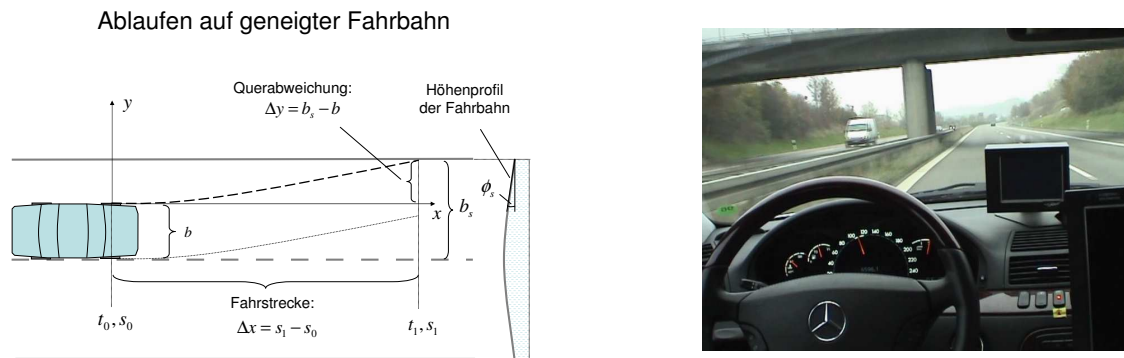 Ablaufen auf geneigter Fahrbahn
Querabweichung:
Δy = b_s − b
Höhenprofil
der Fahrbahn
y
ϕ_s
x
b_s
b
Fahrstrecke:
Δx = s_1 − s_0
t_0, s_0
t_1, s_1